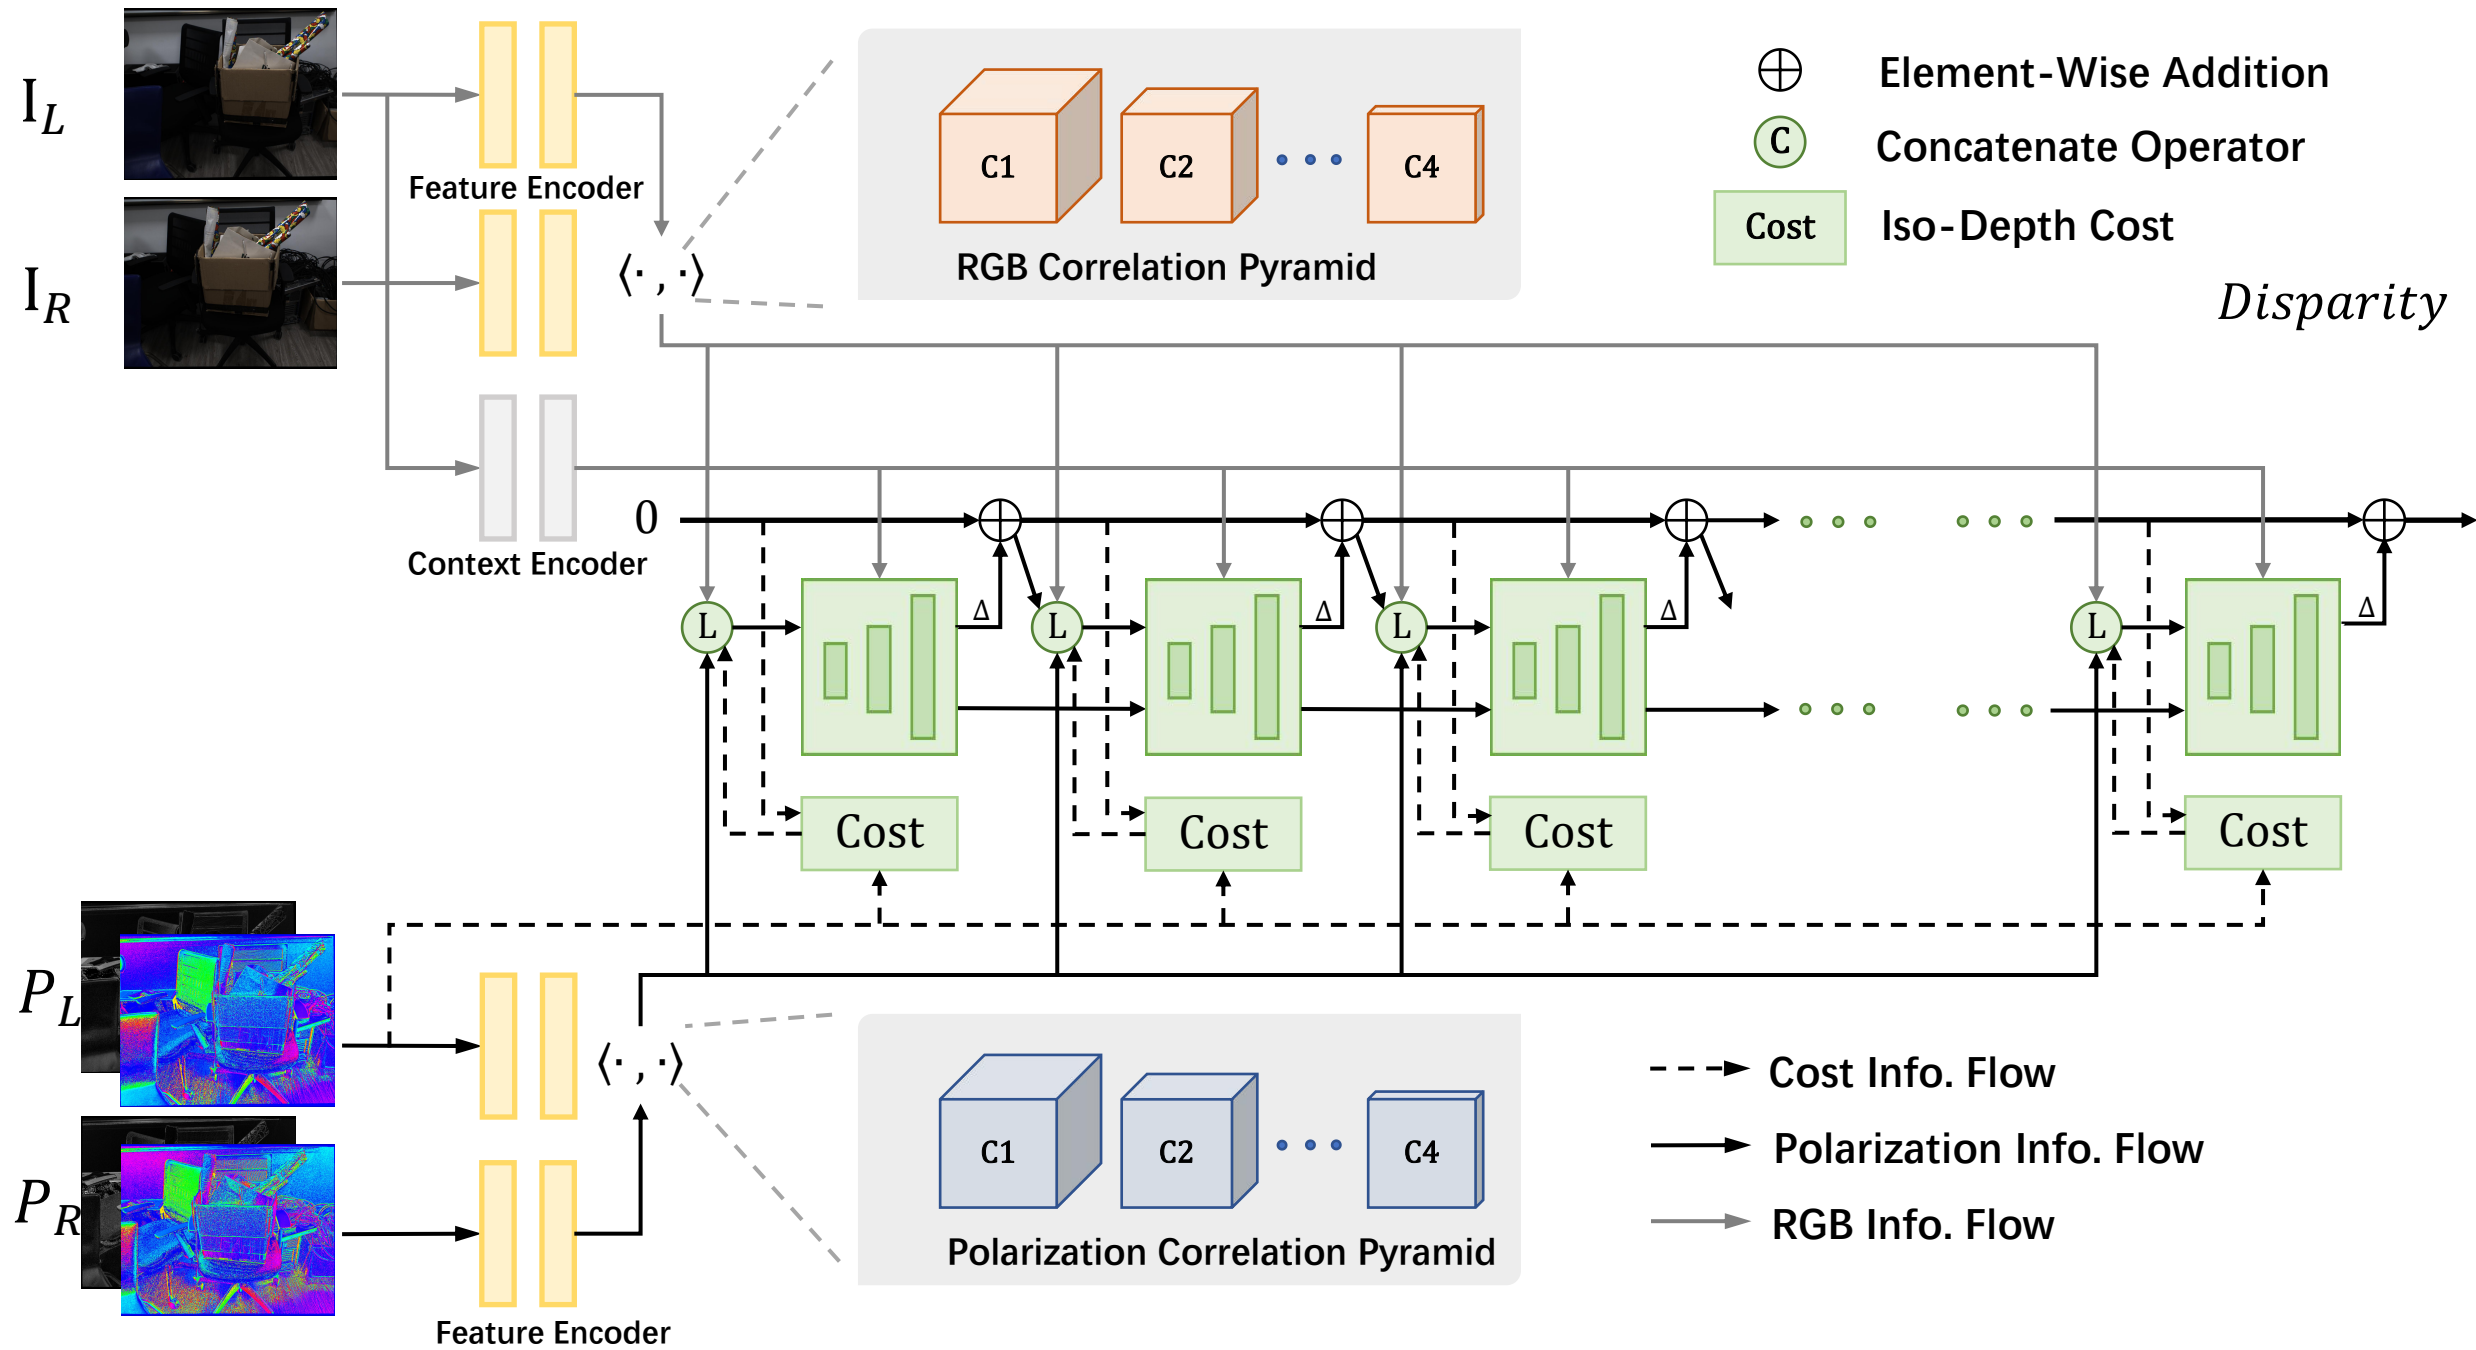 I_L
Feature Encoder
I_R
⟨· , ·⟩
C1 C2 C4
RGB Correlation Pyramid
C Element-Wise Addition
Concatenate Operator
Cost Iso-Depth Cost
Disparity
Context Encoder
0
L Δ L Δ L Δ L Δ
Cost Cost Cost Cost
P_L
⟨· , ·⟩
P_R
C1 C2 C4
Polarization Correlation Pyramid
Feature Encoder
Cost Info. Flow
Polarization Info. Flow
RGB Info. Flow